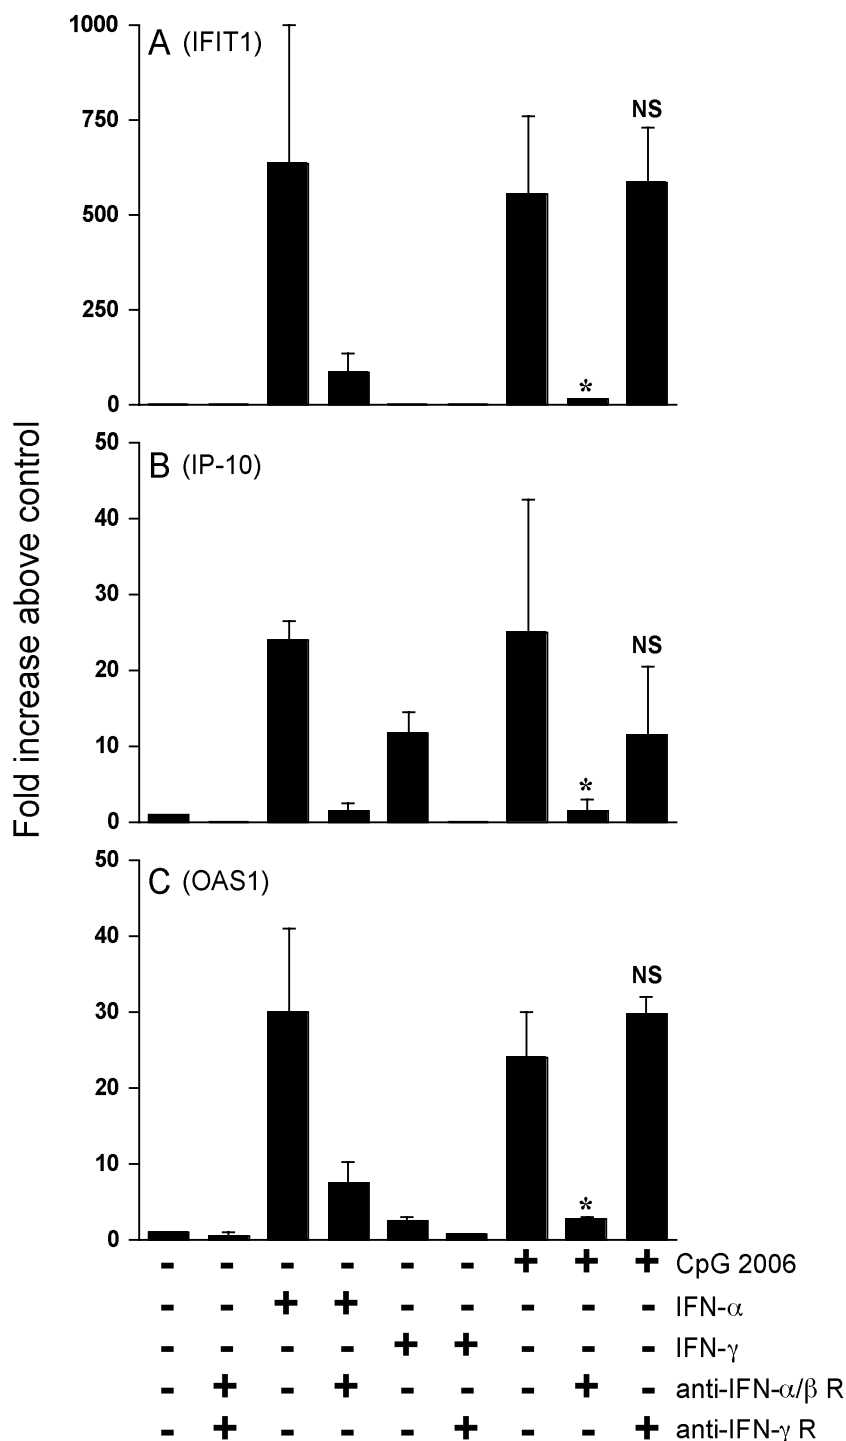 Fold increase above control
A (IFIT1)
1000
750
500
250
0
*
NS
B (IP-10)
50
40
30
20
10
0
*
NS
C (OAS1)
50
40
30
20
10
0
*
NS
- - - - - - + + + CpG 2006
- - + + - - - - - IFN-α
- - - - + + - - - IFN-γ
- + - + - - - + - anti-IFN-α/β R
- + - - - + - - + anti-IFN-γ R